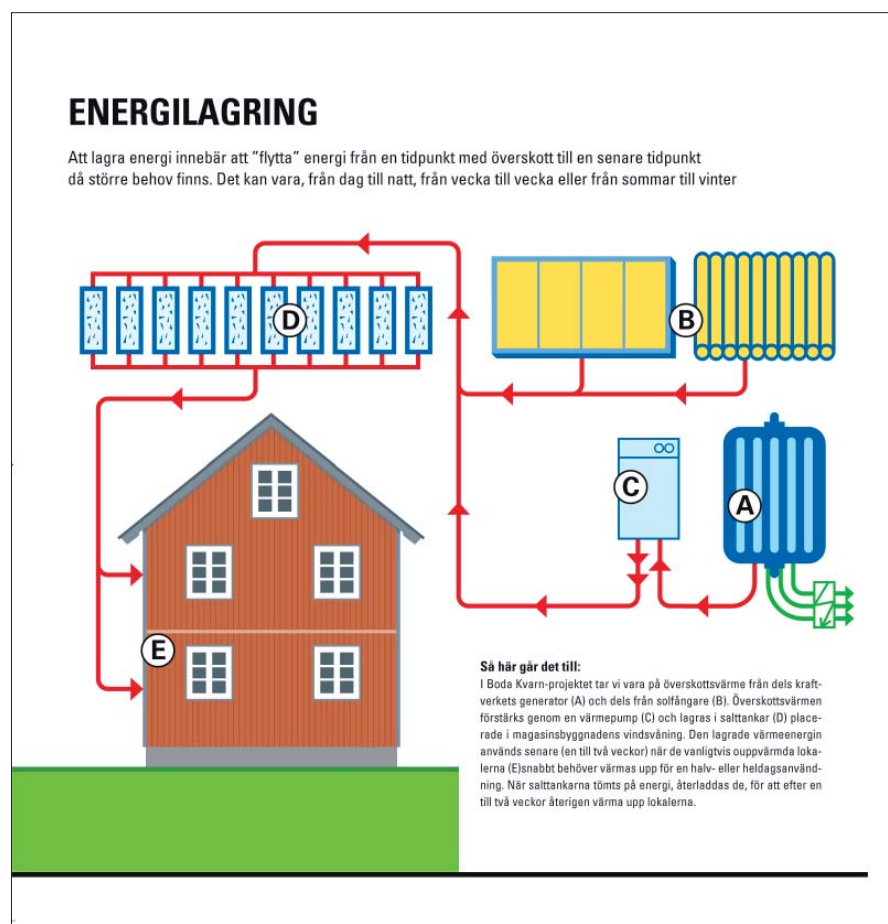 ENERGILAGRING
Att lagra energi innebär att ”flytta” energi från en tidpunkt med överskott till en senare tidpunkt
då större behov finns. Det kan vara, från dag till natt, från vecka till vecka eller från sommar till vinter
D
B
C
A
E
Så här går det till:
I Boda Kvarn-projektet tar vi vara på överskottsvärme från dels kraft-
verkets generator (A) och dels från solfångare (B). Överskottsvärmen
förstärks genom en värmepump (C) och lagras i salttankar (D) place-
rade i magasinsbyggnadens vindsvåning. Den lagrade värmeenergin
används senare (en till två veckor) när de vanligtvis ouppvärmda loka-
lerna (E)snabbt behöver värmas upp för en halv- eller heldagsanvänd-
ning. När salttankarna tömts på energi, återladdas de, för att efter en
till två veckor återigen värma upp lokalerna.